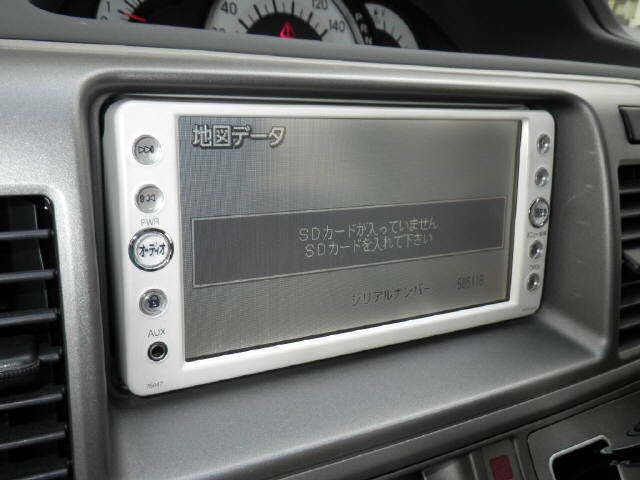 120
140
地図データ
SDカードが入っていません
SDカードを入れて下さい
シリアルナンバー
PWR
オーディオ
AUX